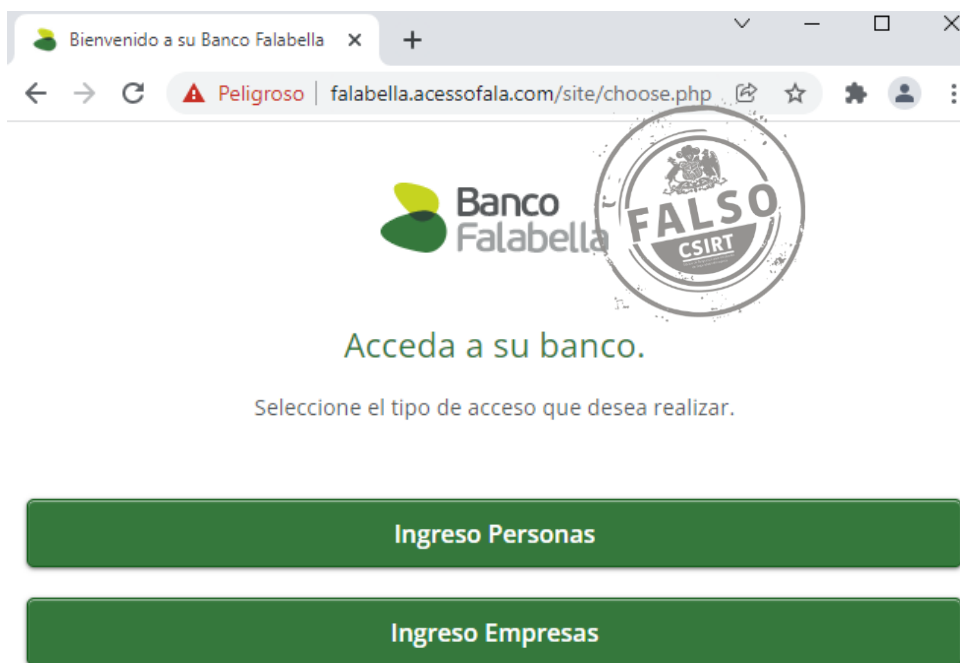 Bienvenido a su Banco Falabella
Peligroso falabella.acessofala.com/site/choose.php
Banco
Falabella
FALSO
CSIRT
Acceda a su banco.
Seleccione el tipo de acceso que desea realizar.
Ingreso Personas
Ingreso Empresas